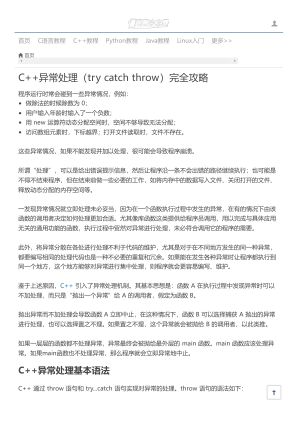 首页 C语言教程 C++教程 Python教程 Java教程 Linux入门 更多>>
首页
C++异常处理（try catch throw）完全攻略
程序运行时常会碰到一些异常情况，例如：
做除法的时候除数为 0；
用户输入年龄时输入了一个负数；
用 new 运算符动态分配空间时，空间不够导致无法分配；
访问数组元素时，下标越界；打开文件读取时，文件不存在。
这些异常情况，如果不能发现并加以处理，很可能会导致程序崩溃。
所谓“处理”，可以是给出错误提示信息，然后让程序沿一条不会出错的路径继续执行；也可能是
不得不结束程序，但在结束前做一些必要的工作，如将内存中的数据写入文件、关闭打开的文件、
释放动态分配的内存空间等。
一发现异常情况就立即处理未必妥当，因为在一个函数执行过程中发生的异常，在有的情况下由该
函数的调用者决定如何处理更加合适。尤其像库函数这类提供给程序员调用，用以完成与具体应用
无关的通用功能的函数，执行过程中贸然对异常进行处理，未必符合调用它的程序的需要。
此外，将异常分散在各处进行处理不利于代码的维护，尤其是对于在不同地方发生的同一种异常，
都要编写相同的处理代码也是一种不必要的重复和冗余。如果能在发生各种异常时让程序都执行到
同一个地方，这个地方能够对异常进行集中处理，则程序就会更容易编写、维护。
鉴于上述原因，C++ 引入了异常处理机制。其基本思想是：函数 A 在执行过程中发现异常时可以
不加处理，而只是“拋出一个异常”给 A 的调用者，假定为函数 B。
拋出异常而不加处理会导致函数 A 立即中止，在这种情况下，函数 B 可以选择捕获 A 拋出的异常
进行处理，也可以选择置之不理。如果置之不理，这个异常就会被拋给 B 的调用者，以此类推。
如果一层层的函数都不处理异常，异常最终会被拋给最外层的 main 函数。main 函数应该处理异
常。如果main函数也不处理异常，那么程序就会立即异常地中止。
C++异常处理基本语法
C++ 通过 throw 语句和 try...catch 语句实现对异常的处理。throw 语句的语法如下：